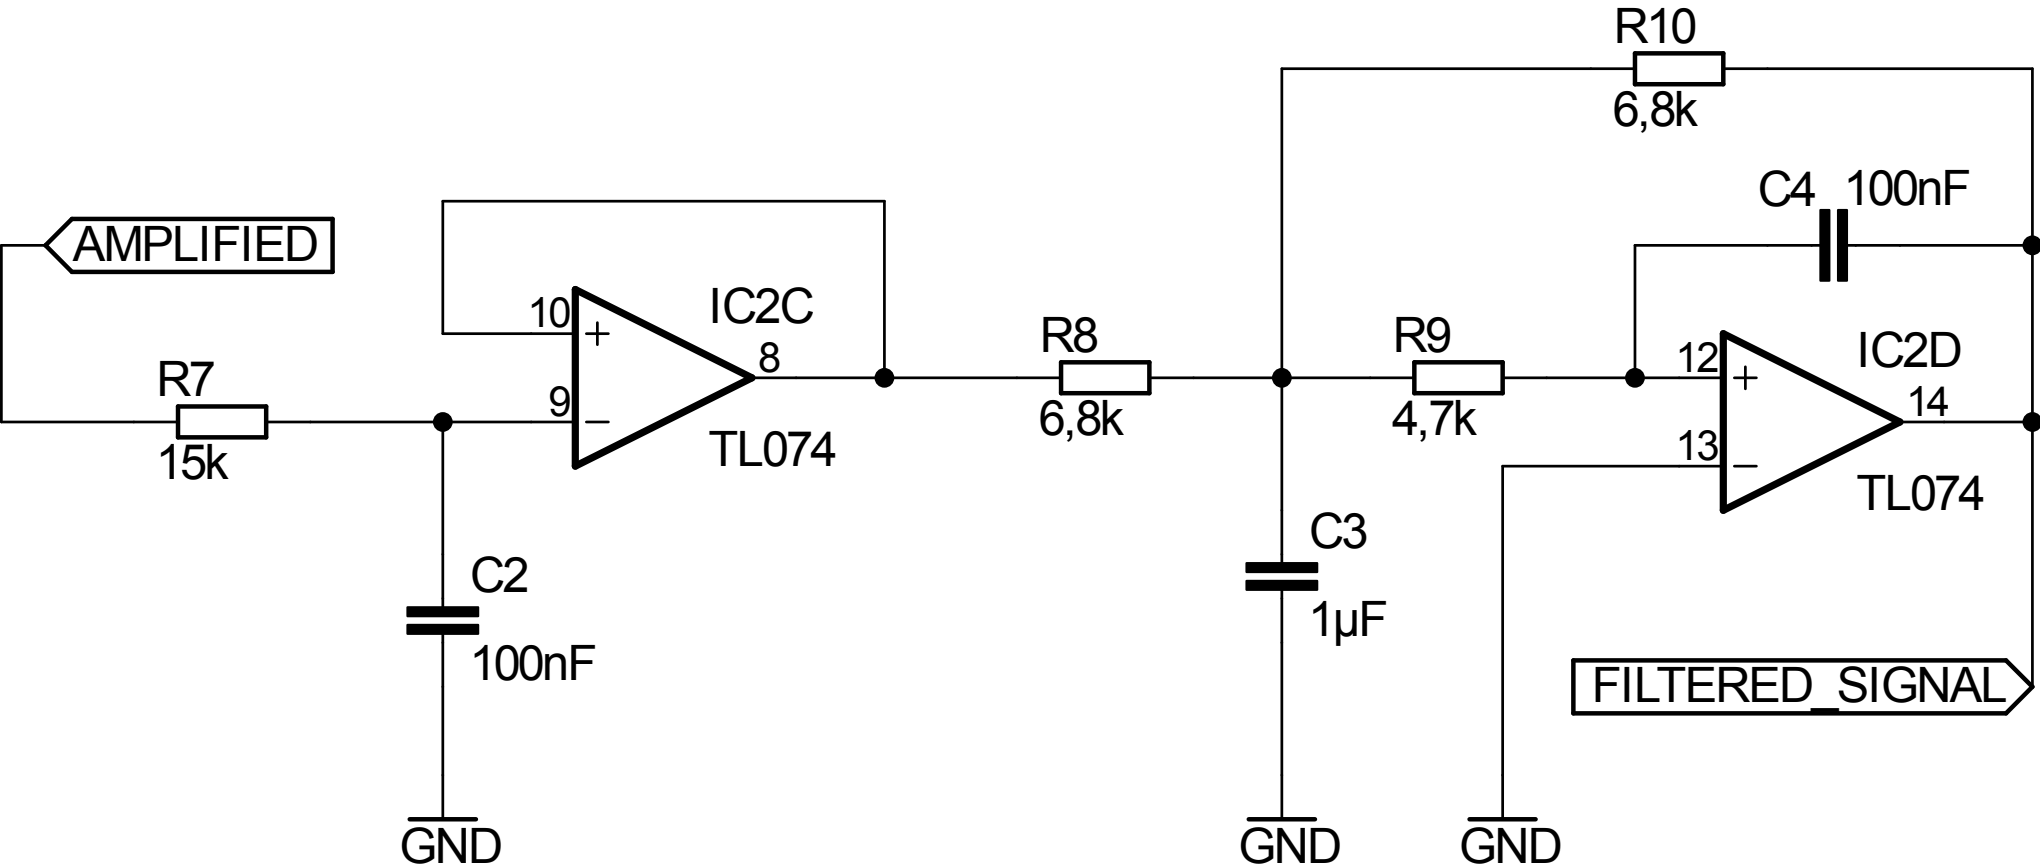 R10
6,8k
C4 100nF
AMPLIFIED
10
+
IC2C
8
9
−
TL074
R7
15k
R8
6,8k
R9
4,7k
12
+
IC2D
14
13
−
TL074
C2
100nF
C3
1µF
FILTERED_SIGNAL
GND
GND
GND